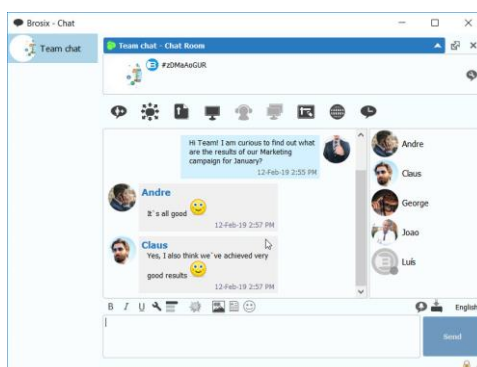 Brosix - Chat
Team chat
Team chat - Chat Room
#zDMaAoGUR
Hi Team! I am curious to find out what
are the results of our Marketing
campaign for January?
12-Feb-19 2:55 PM
Andre
It`s all good
12-Feb-19 2:57 PM
Claus
Yes, I also think we`ve achieved very
good results
12-Feb-19 2:57 PM
Andre
Claus
George
Joao
Luís
B I U
English
Send